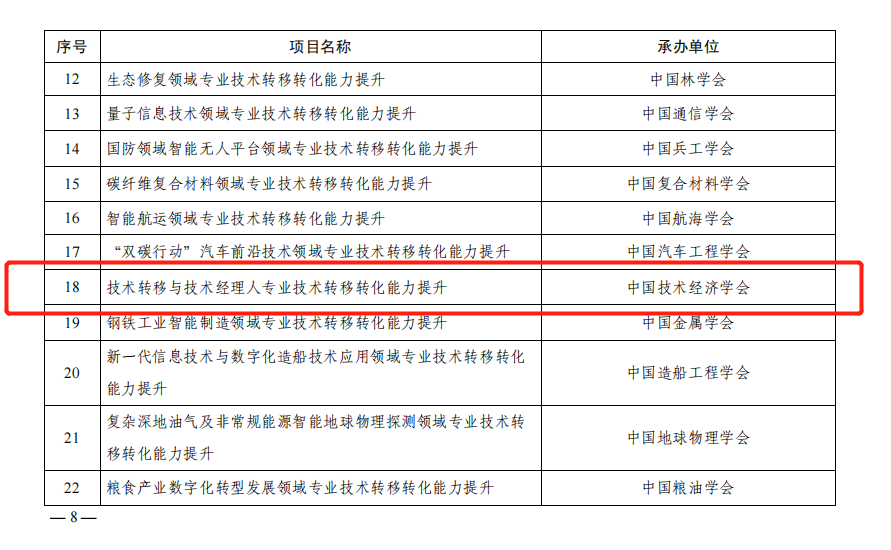 序号 项目名称 承办单位
12 生态修复领域专业技术转移转化能力提升 中国林学会
13 量子信息技术领域专业技术转移转化能力提升 中国通信学会
14 国防领域智能无人平台领域专业技术转移转化能力提升 中国兵工学会
15 碳纤维复合材料领域专业技术转移转化能力提升 中国复合材料学会
16 智能航运领域专业技术转移转化能力提升 中国航海学会
17 “双碳行动”汽车前沿技术领域专业技术转移转化能力提升 中国汽车工程学会
18 技术转移与技术经理人专业技术转移转化能力提升 中国技术经济学会
19 钢铁工业智能制造领域专业技术转移转化能力提升 中国金属学会
20 新一代信息技术与数字化造船技术应用领域专业技术转移转化 中国造船工程学会
能力提升
21 复杂深地油气及非常规能源智能地球物理探测领域专业技术转 中国地球物理学会
移转化能力提升
22 粮食产业数字化转型发展领域专业技术转移转化能力提升 中国粮油学会
— 8 —